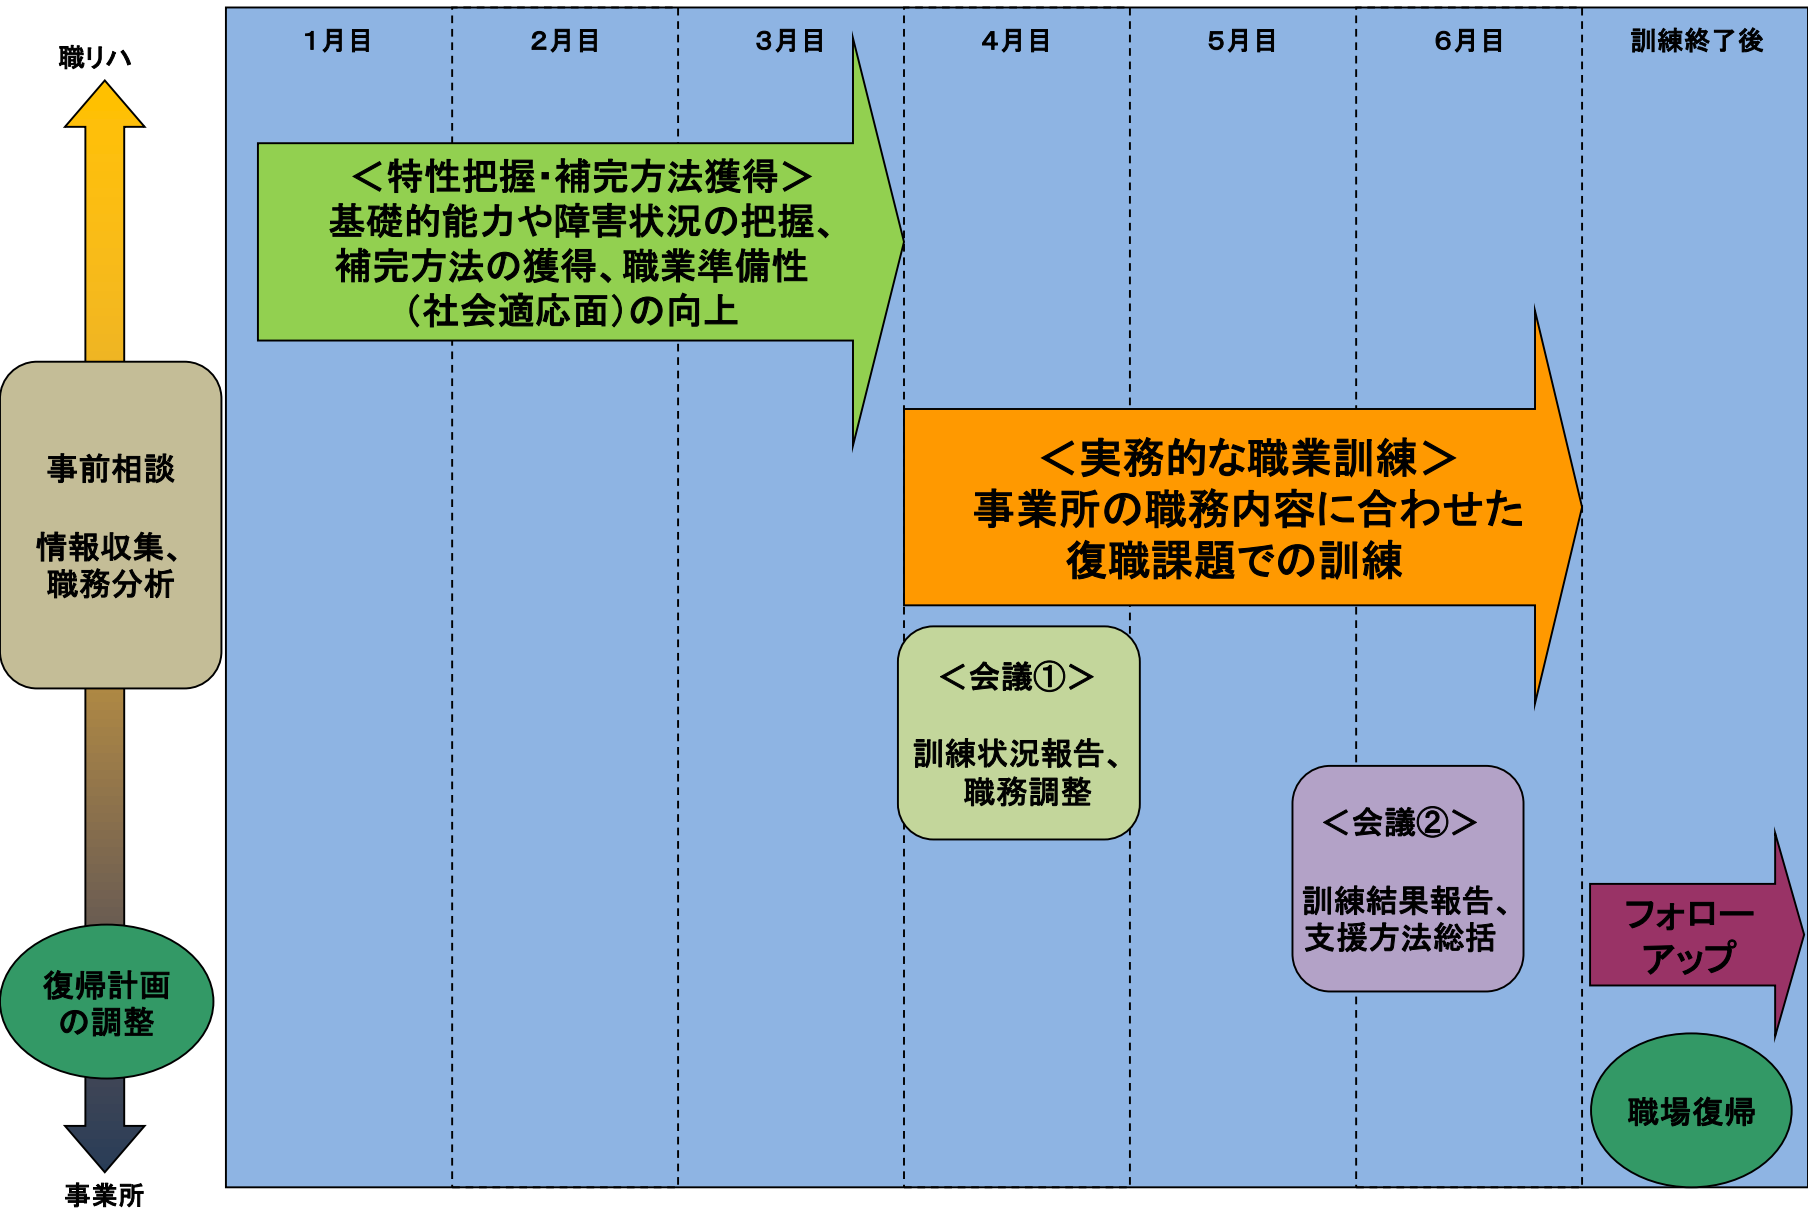 職リハ
1月目
2月目
3月目
4月目
5月目
6月目
訓練終了後
＜特性把握・補完方法獲得＞
基礎的能力や障害状況の把握、
補完方法の獲得、職業準備性
（社会適応面）の向上
事前相談
情報収集、
職務分析
＜実務的な職業訓練＞
事業所の職務内容に合わせた
復職課題での訓練
＜会議①＞
訓練状況報告、
職務調整
＜会議②＞
訓練結果報告、
支援方法総括
フォロー
アップ
復帰計画
の調整
職場復帰
事業所